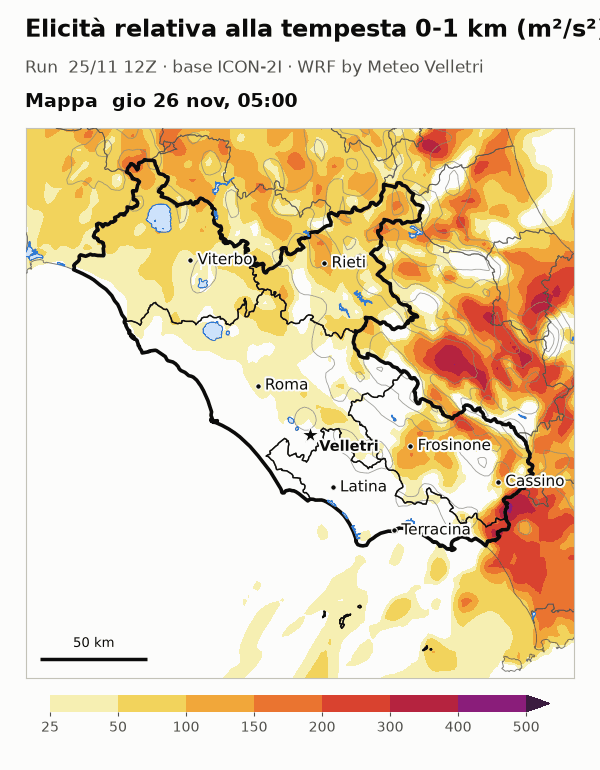 Elicità relativa alla tempesta 0-1 km (m²/s²)
Run 25/11 12Z · base ICON-2I · WRF by Meteo Velletri
Mappa gio 26 nov, 05:00
Viterbo
Rieti
Roma
Velletri
Frosinone
Cassino
Latina
Terracina
50 km
25 50 100 150 200 300 400 500